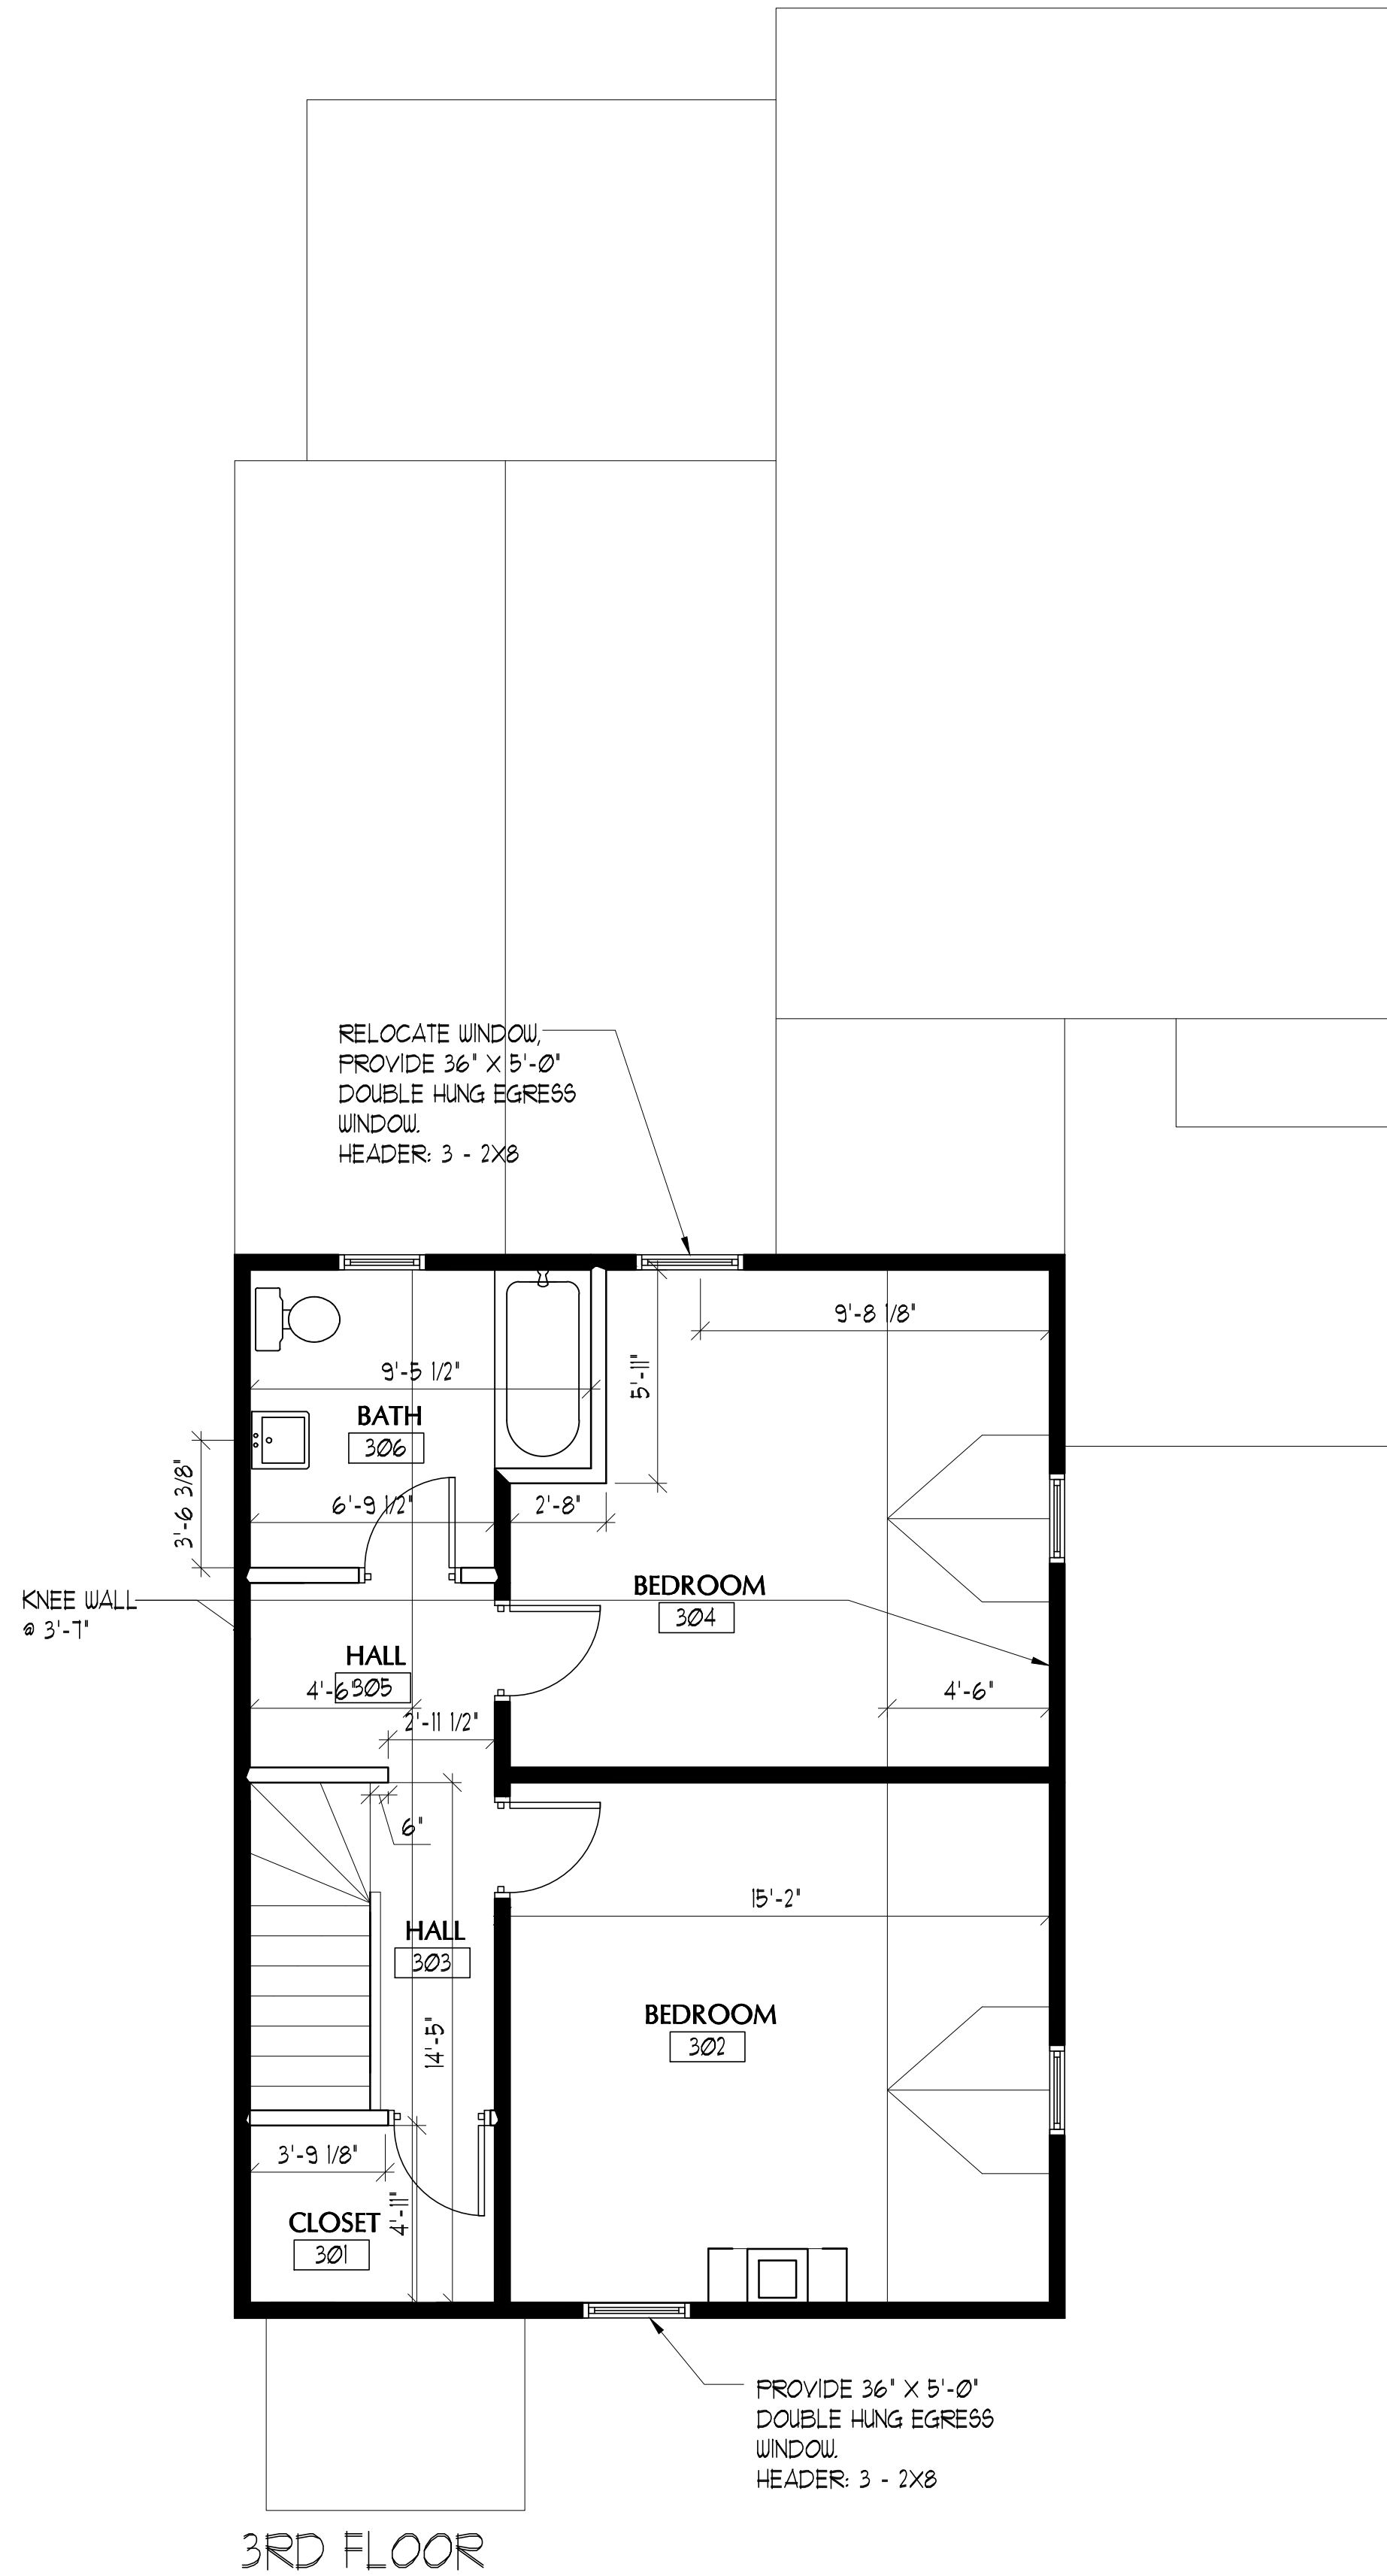 RELOCATE WINDOW,
PROVIDE 36" X 5'-0"
DOUBLE HUNG EGRESS
WINDOW.
HEADER: 3 - 2X8
9'-8 1/8"
5'-11"
9'-5 1/2"
BATH
306
3'-6 3/8"
6'-9 1/2"
2'-8"
KNEE WALL
@ 3'-7"
BEDROOM
304
HALL
305
4'-6"
4'-6"
2'-11 1/2"
6"
15'-2"
HALL
303
14'-5"
BEDROOM
302
3'-9 1/8"
4'-11"
CLOSET
301
PROVIDE 36" X 5'-0"
DOUBLE HUNG EGRESS
WINDOW.
HEADER: 3 - 2X8
3RD FLOOR